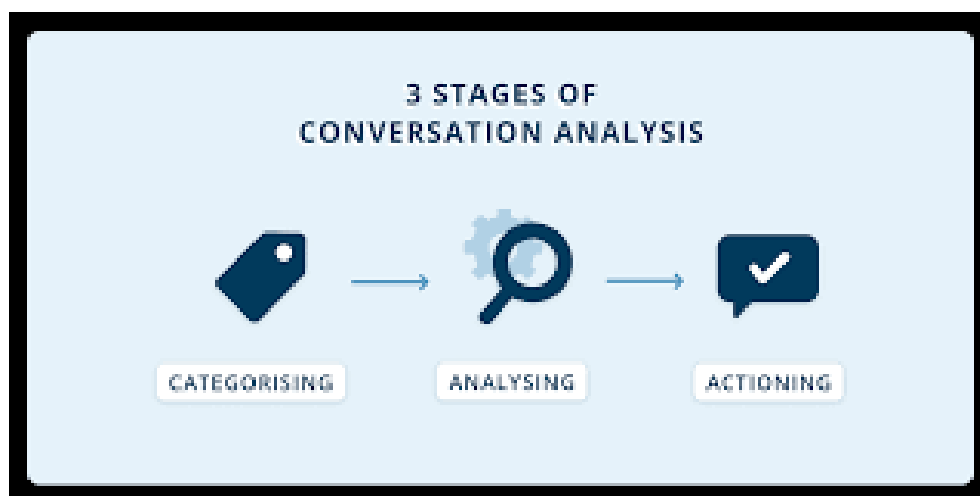 3 STAGES OF
CONVERSATION ANALYSIS
CATEGORISING
ANALYSING
ACTIONING